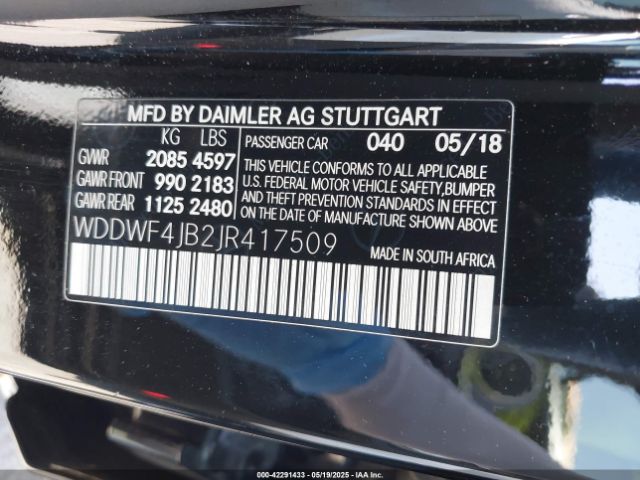 MFD BY DAIMLER AG STUTTGART
KG LBS
GVWR 2085 4597
GAWR FRONT 990 2183
GAWR REAR 1125 2480
PASSENGER CAR 040 05/18
THIS VEHICLE CONFORMS TO ALL APPLICABLE
U.S. FEDERAL MOTOR VEHICLE SAFETY, BUMPER
AND THEFT PREVENTION STANDARDS IN EFFECT
ON THE DATE OF MANUFACTURE SHOWN ABOVE
WDDWF4JB2JR417509
MADE IN SOUTH AFRICA
000-42291433 - 05/19/2025 - IAA, Inc.